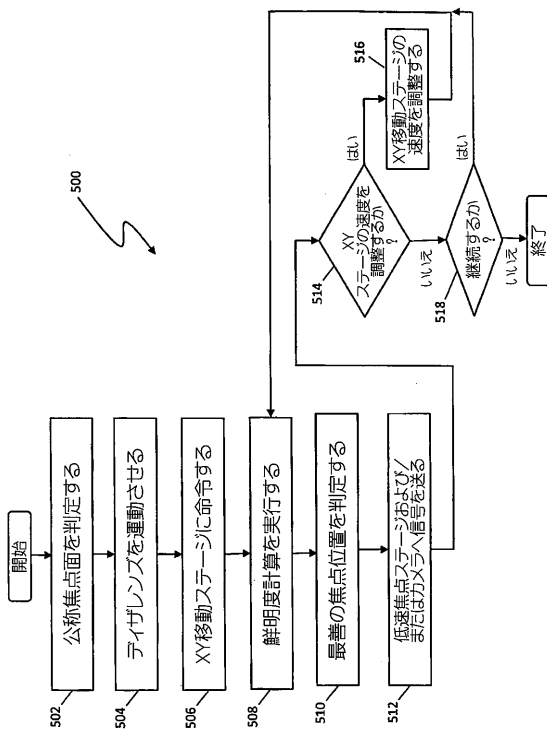 500
開始
502
公称焦点面を判定する
504
ディザレンズを運動させる
506
XY移動ステージに命令する
508
鮮明度計算を実行する
510
最善の焦点位置を判定する
512
低速焦点ステージおよび/
またはカメラへ信号を送る
514
XY
ステージの速度を
調整するか
?
はい
いいえ
516
XY移動ステージの
速度を調整する
518
継続するか
?
はい
いいえ
終了